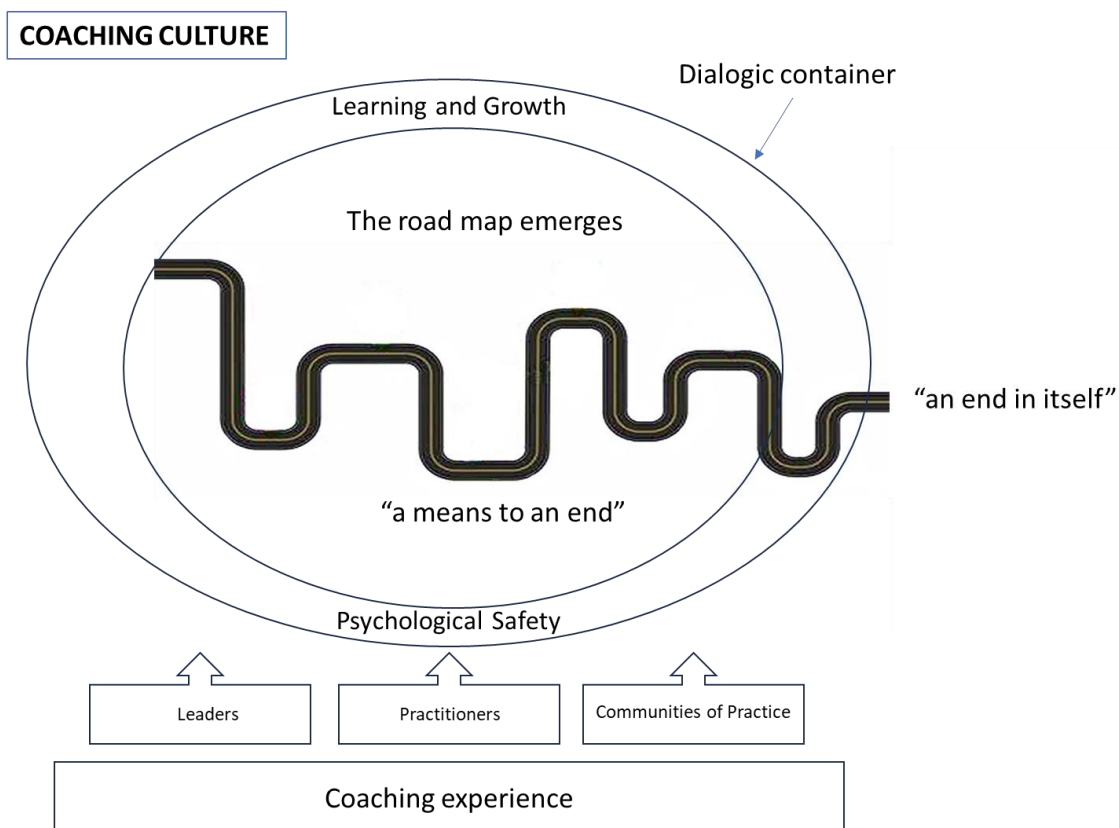 COACHING CULTURE
Dialogic container
Learning and Growth
The road map emerges
“an end in itself”
“a means to an end”
Psychological Safety
Leaders
Practitioners
Communities of Practice
Coaching experience